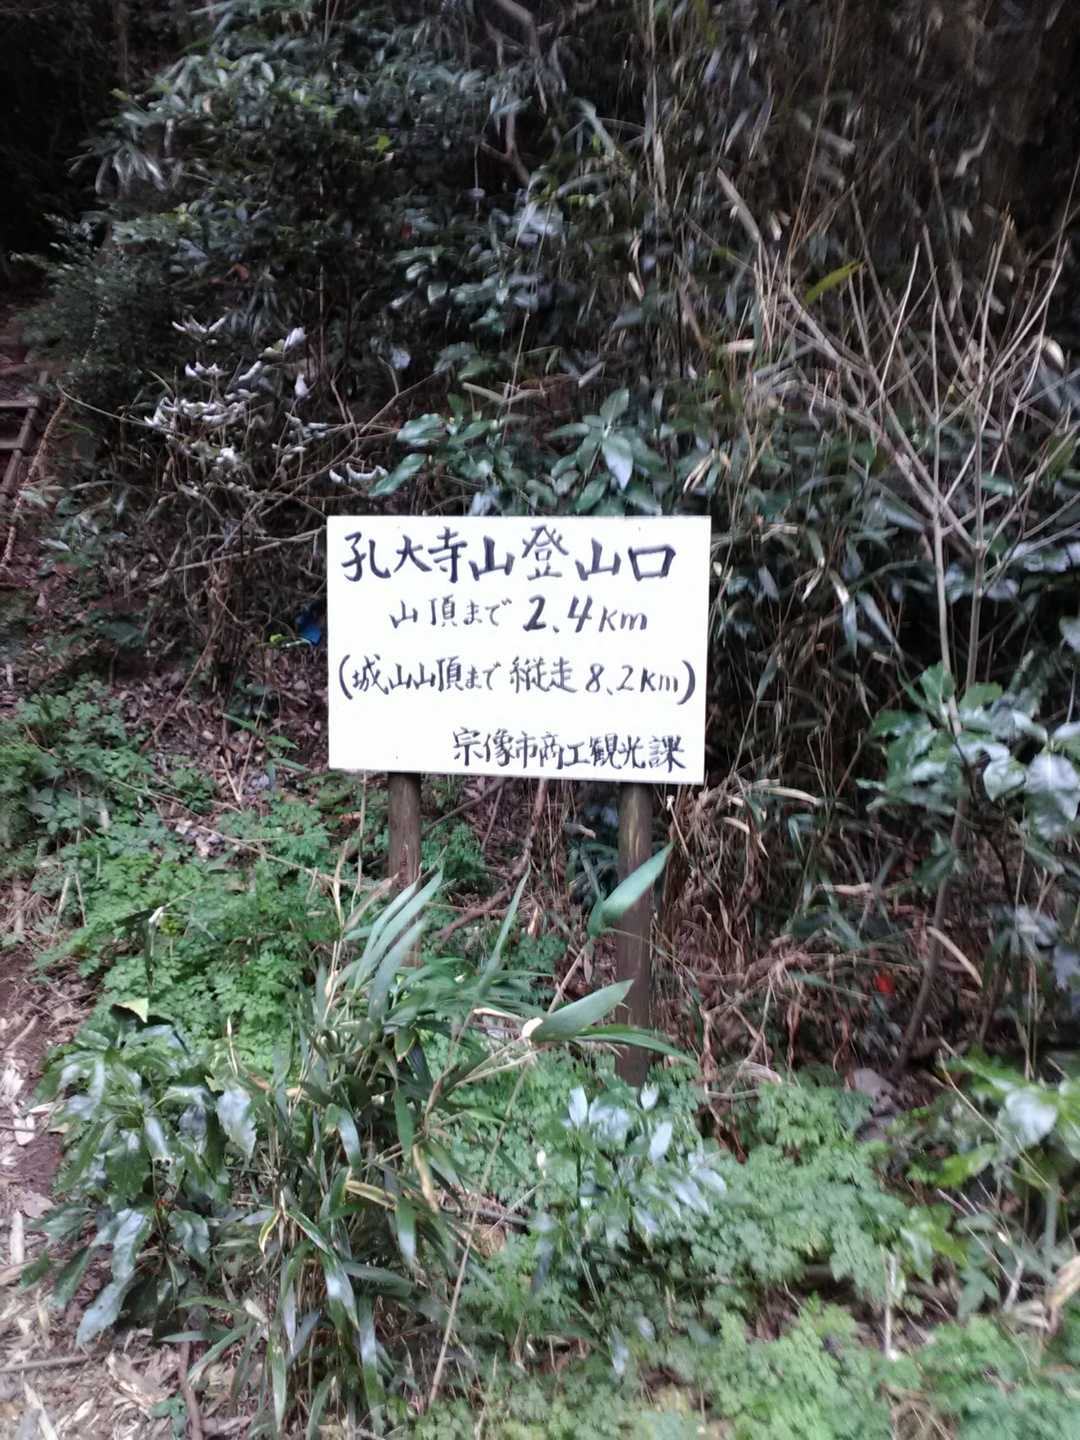 孔大寺山登山口
山頂まで 2.4km
(城山山頂まで 縦走 8.2km)
宗像市商工観光課